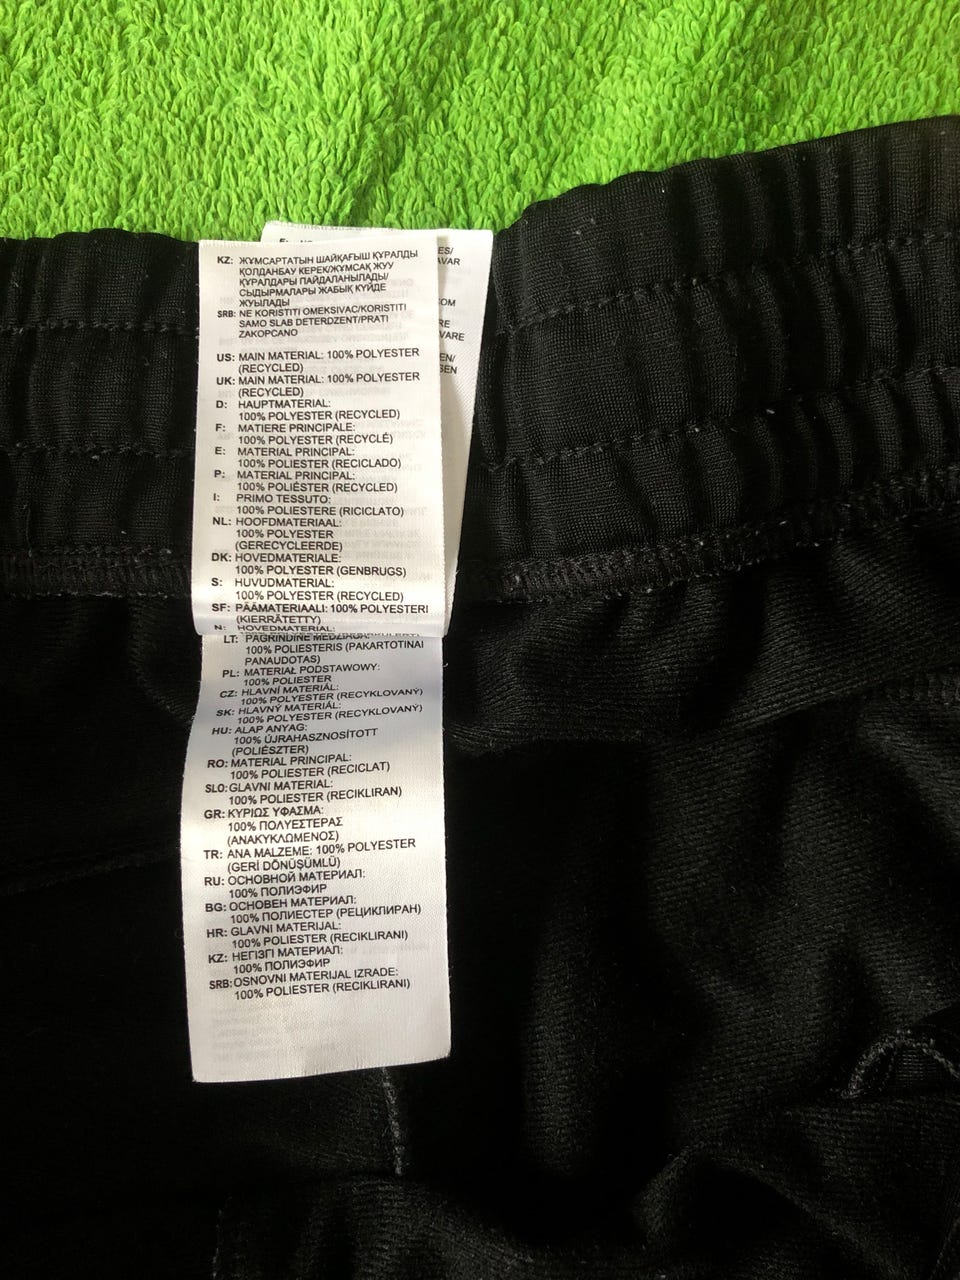 KZ: ЖҰМСАРТАТЫН ШАЙҚАҒЫШ ҚҰРАЛДЫ
ҚОЛДАНБАУ КЕРЕК/ЖҰМСАҚ ЖУУ
ҚҰРАЛДАРЫ ПАЙДАЛАНЫЛАДЫ/
СЫДЫРМАЛАРЫ ЖАБЫҚ КҮЙДЕ
ЖУЫЛАДЫ
SRB: NE KORISTITI OMEKSIVAC/KORISTITI
SAMO SLAB DETERDZENT/PRATI
ZAKOPCANO
US: MAIN MATERIAL: 100% POLYESTER
(RECYCLED)
UK: MAIN MATERIAL: 100% POLYESTER
(RECYCLED)
D: HAUPTMATERIAL:
100% POLYESTER (RECYCLED)
F: MATIERE PRINCIPALE:
100% POLYESTER (RECYCLÉ)
E: MATERIAL PRINCIPAL:
100% POLIESTER (RECICLADO)
P: MATERIAL PRINCIPAL:
100% POLIÉSTER (RECYCLED)
I: PRIMO TESSUTO:
100% POLIESTERE (RICICLATO)
NL: HOOFDMATERIAAL:
100% POLYESTER
(GERECYCLEERDE)
DK: HOVEDMATERIALE:
100% POLYESTER (GENBRUGS)
S: HUVUDMATERIAL:
100% POLYESTER (RECYCLED)
SF: PÄÄMATERIAALI: 100% POLYESTERI
(KIERRÄTETTY)
N: HOVEDMATERIAL:
LT: PAGRINDINĖ
100% POLIESTERIS (PAKARTOTINAI
PANAUDOTAS)
PL: MATERIAŁ PODSTAWOWY:
100% POLIESTER
CZ: HLAVNÍ MATERIÁL:
100% POLYESTER (RECYKLOVANÝ)
SK: HLAVNÝ MATERIÁL:
100% POLYESTER (RECYKLOVANÝ)
HU: ALAP ANYAG:
100% ÚJRAHASZNOSÍTOTT
(POLIÉSZTER)
RO: MATERIAL PRINCIPAL:
100% POLIESTER (RECICLAT)
SLO: GLAVNI MATERIAL:
100% POLIESTER (RECIKLIRAN)
GR: ΚΥΡΙΩΣ ΥΦΑΣΜΑ:
100% ΠΟΛΥΕΣΤΕΡΑΣ
(ΑΝΑΚΥΚΛΩΜΕΝΟΣ)
TR: ANA MALZEME: 100% POLYESTER
(GERİ DÖNÜŞÜMLÜ)
RU: ОСНОВНОЙ МАТЕРИАЛ:
100% ПОЛИЭФИР
BG: ОСНОВЕН МАТЕРИАЛ:
100% ПОЛИЕСТЕР (РЕЦИКЛИРАН)
HR: GLAVNI MATERIJAL:
100% POLIESTER (RECIKLIRANI)
KZ: НЕГІЗГІ МАТЕРИАЛ:
100% ПОЛИЭФИР
SRB: OSNOVNI MATERIJAL IZRADE:
100% POLIESTER (RECIKLIRANI)